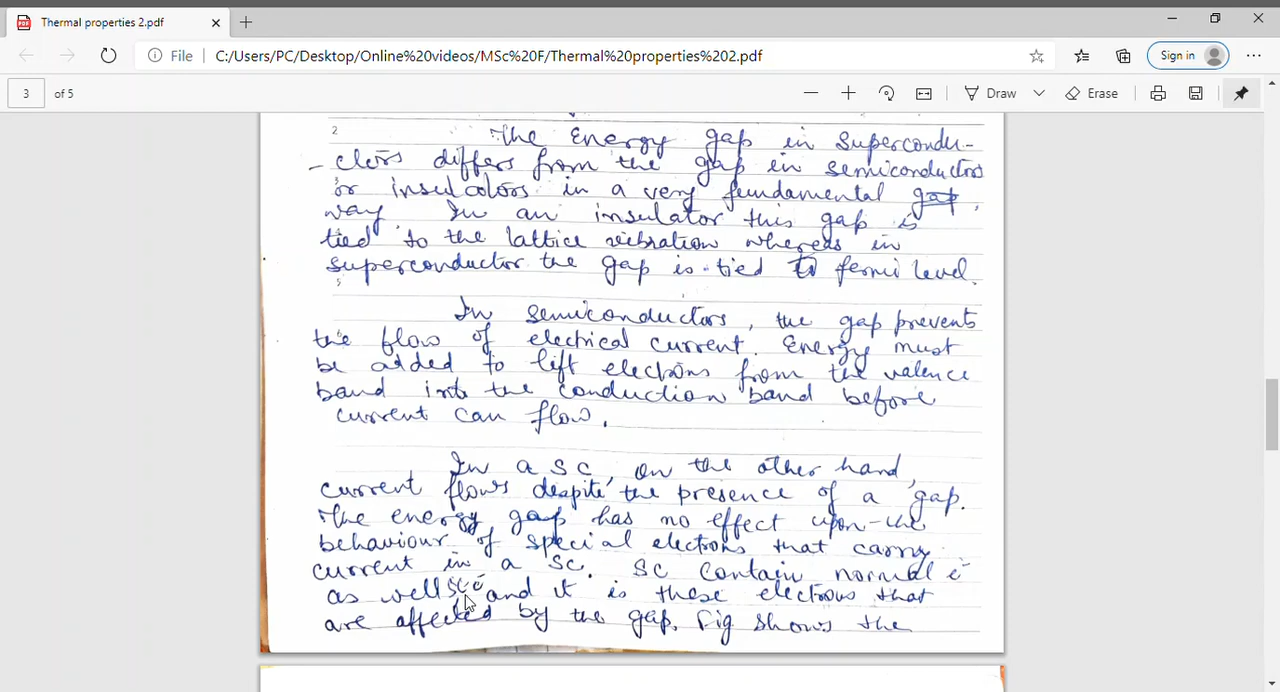 Thermal properties 2.pdf
File C:/Users/PC/Desktop/Online%20videos/MSc%20F/Thermal%20properties%202.pdf Sign in
3 of 5 Draw Erase
2
The Energy gap in Supercondu-
- ctors differs from the gap in semiconductors
or insulators in a very fundamental gap
way. In an insulator this gap is
tied to the lattice vibration whereas in
superconductor the gap is tied to fermi level.
In semiconductors, the gap prevents
the flow of electrical current. Energy must
be added to lift electrons from the valence
band into the conduction band before
current can flow.
In a SC, on the other hand,
current flows despite the presence of a gap.
The energy gap has no effect upon the
behaviour of special electrons that carry
current in a SC. SC contain normal e-
as well SCe- and it is these electrons that
are affected by the gap. Fig shows the